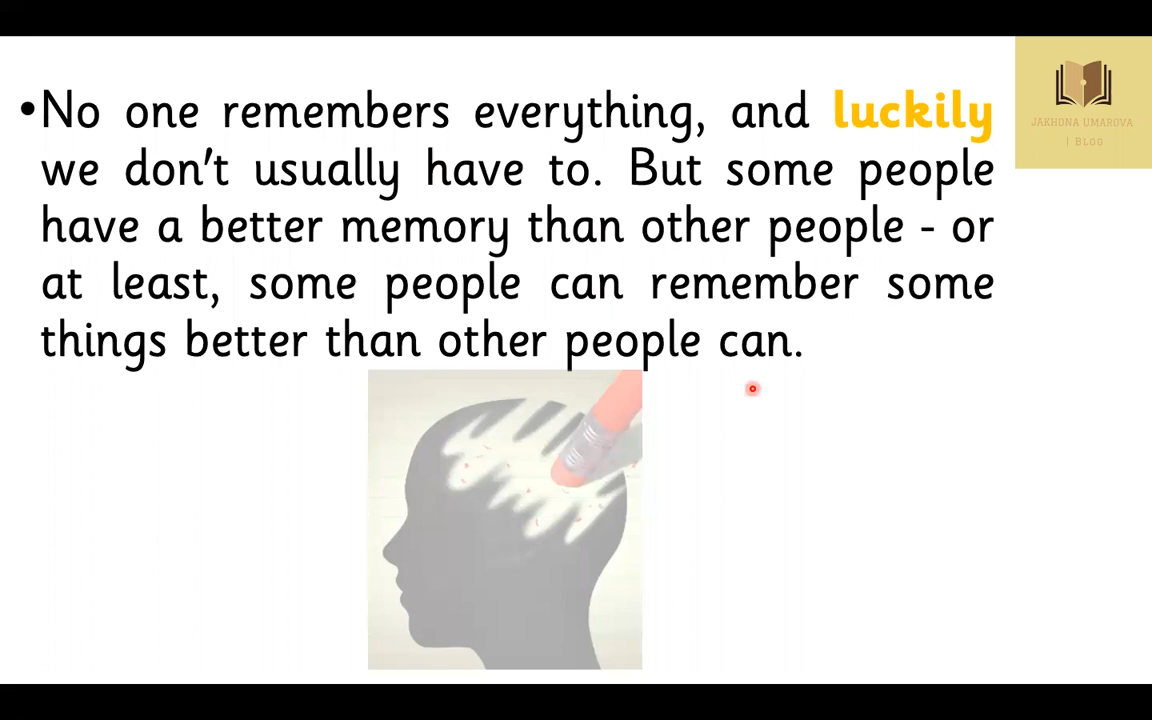 •No one remembers everything, and luckily
we don't usually have to. But some people
have a better memory than other people - or
at least, some people can remember some
things better than other people can.
JAKHONA UMAROVA
| BLOG